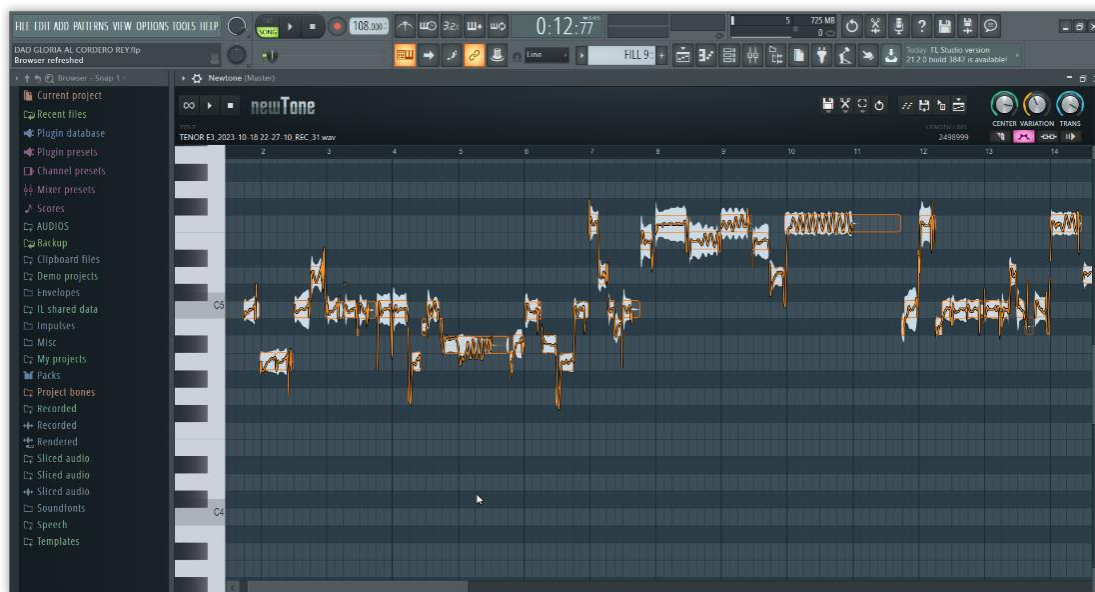 FILE EDIT ADD PATTERNS VIEW OPTIONS TOOLS HELP
PAT
SONG
108.000
3.2.
0:12:77
5
725 MB
0
DAD GLORIA AL CORDERO REY.flp
Browser refreshed
Line
FILL 9
Today FL Studio version
21.2.0 build 3842 is available!
Browser - Snap 1
Newtone (Master)
Current project
Recent files
Plugin database
Plugin presets
Channel presets
Mixer presets
Scores
AUDIOS
Backup
Clipboard files
Demo projects
Envelopes
IL shared data
Impulses
Misc
My projects
Packs
Project bones
Recorded
Recorded
Rendered
Sliced audio
Sliced audio
Sliced audio
Soundfonts
Speech
Templates
newTone
CENTER VARIATION TRANS
TITLE
TENOR E3_2023-10-18 22-27-10_REC_31.wav
2498999
2 3 4 5 6 7 8 9 10 11 12 13 14
C5
C4